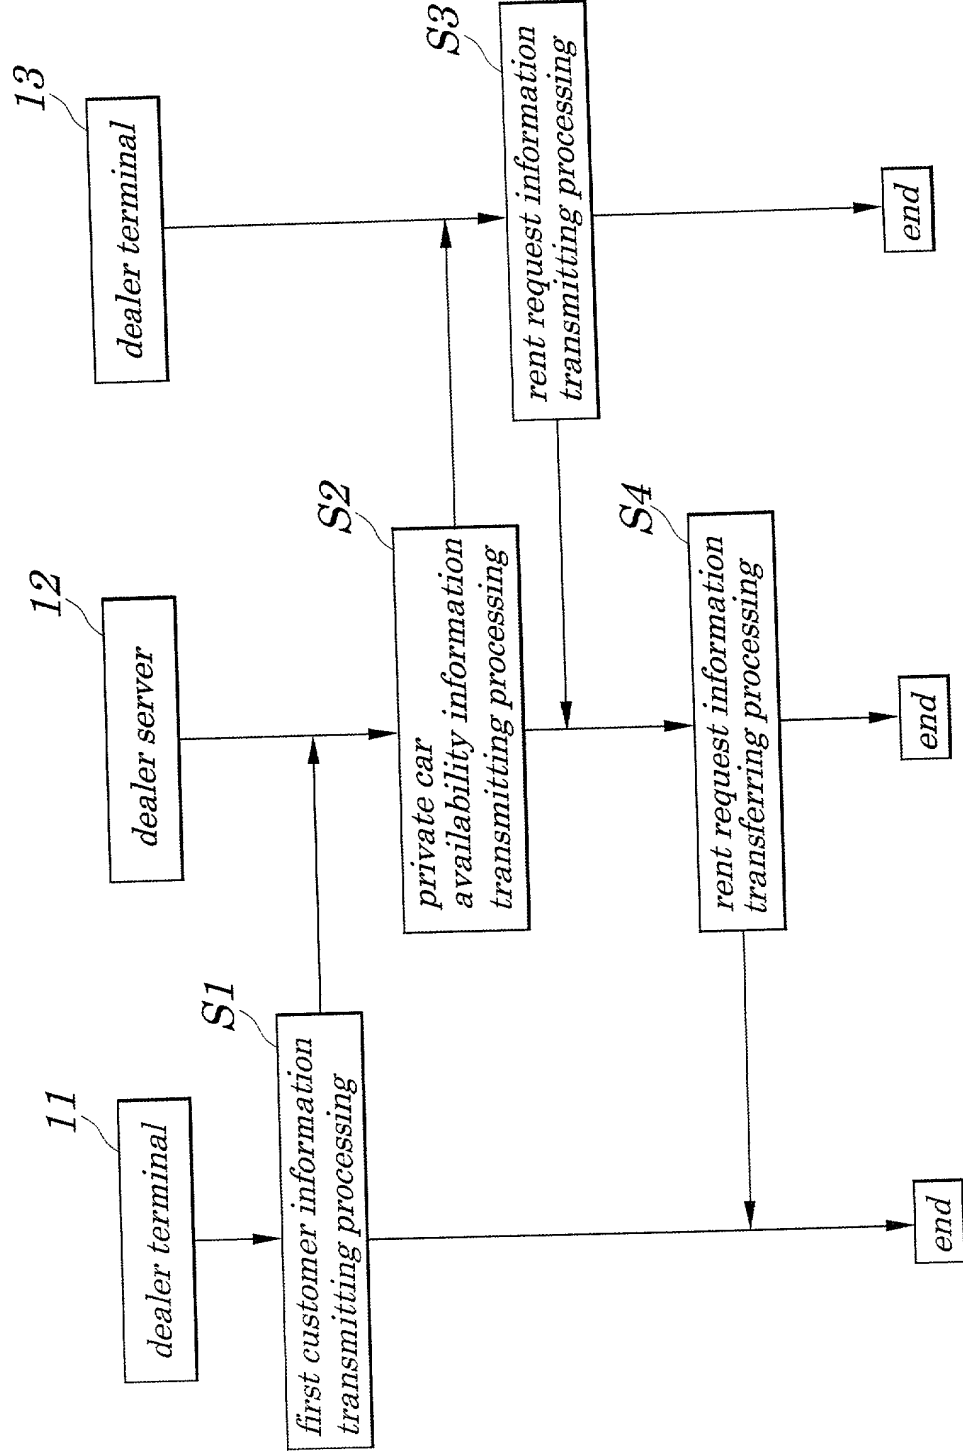 11
dealer terminal
12
dealer server
13
dealer terminal
S1
first customer information
transmitting processing
S2
private car
availability information
transmitting processing
S3
rent request information
transmitting processing
S4
rent request information
transferring processing
end
end
end